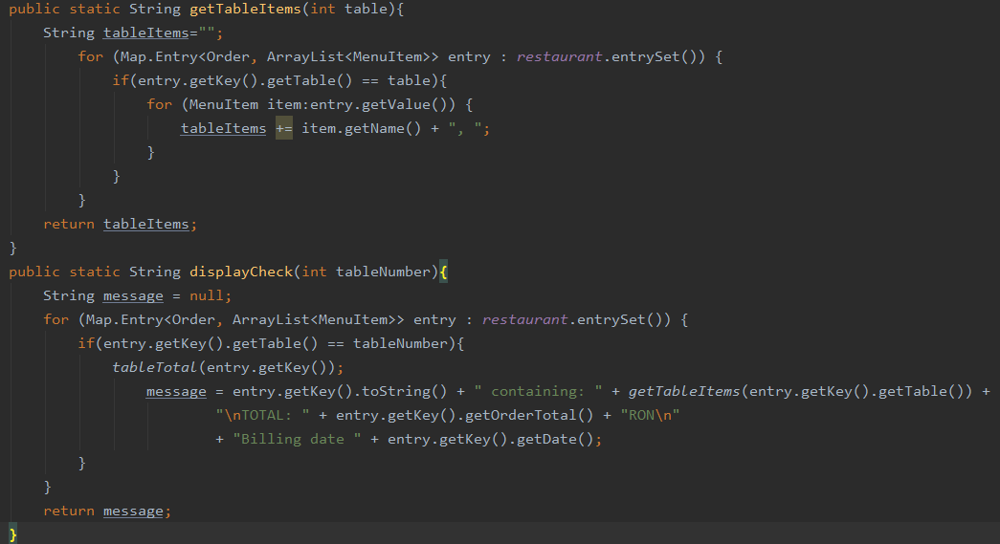 public static String getTableItems(int table){
    String tableItems="";
        for (Map.Entry<Order, ArrayList<MenuItem>> entry : restaurant.entrySet()) {
            if(entry.getKey().getTable() == table){
                for (MenuItem item:entry.getValue()) {
                    tableItems += item.getName() + ", ";
                }
            }
        }
    return tableItems;
}
public static String displayCheck(int tableNumber){
    String message = null;
    for (Map.Entry<Order, ArrayList<MenuItem>> entry : restaurant.entrySet()) {
        if(entry.getKey().getTable() == tableNumber){
            tableTotal(entry.getKey());
                message = entry.getKey().toString() + " containing: " + getTableItems(entry.getKey().getTable()) +
                        "\nTOTAL: " + entry.getKey().getOrderTotal() + "RON\n"
                        + "Billing date " + entry.getKey().getDate();
        }
    }
    return message;
}